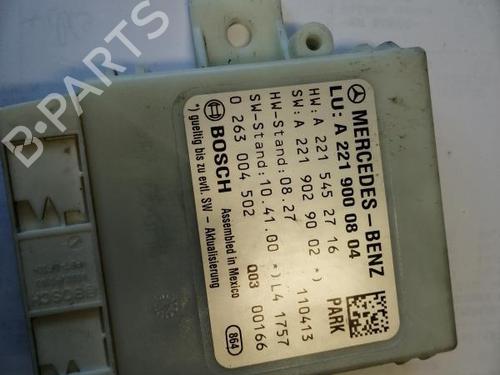 MERCEDES-BENZ
LU: A 221 900 08 04
HW: A 221 545 27 16
SW: A 221 902 90 02 *) 110413
HW-Stand: 08.27
SW-Stand: 10.41.00 *) L4 1757
0 263 004 502 Q03 00166
BOSCH Assembled in Mexico
*) gueltig bis zu evtl. SW - Aktualisierung
PARK
864
B-PARTS